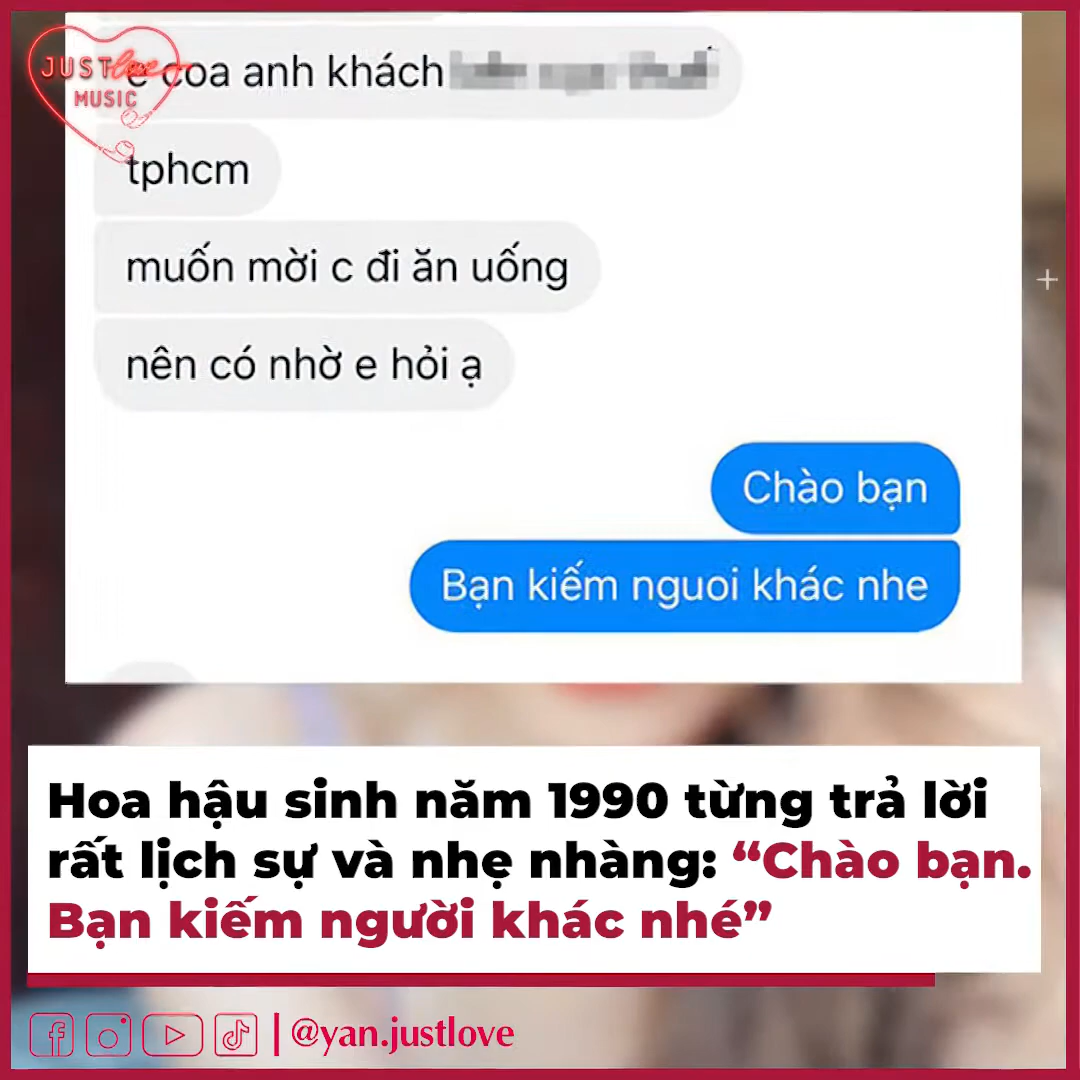 JUST love
MUSIC
e coa anh khách
tphcm
muốn mời c đi ăn uống
nên có nhờ e hỏi ạ
Chào bạn
Bạn kiếm nguoi khác nhe
Hoa hậu sinh năm 1990 từng trả lời
rất lịch sự và nhẹ nhàng: “Chào bạn.
Bạn kiếm người khác nhé”
@yan.justlove